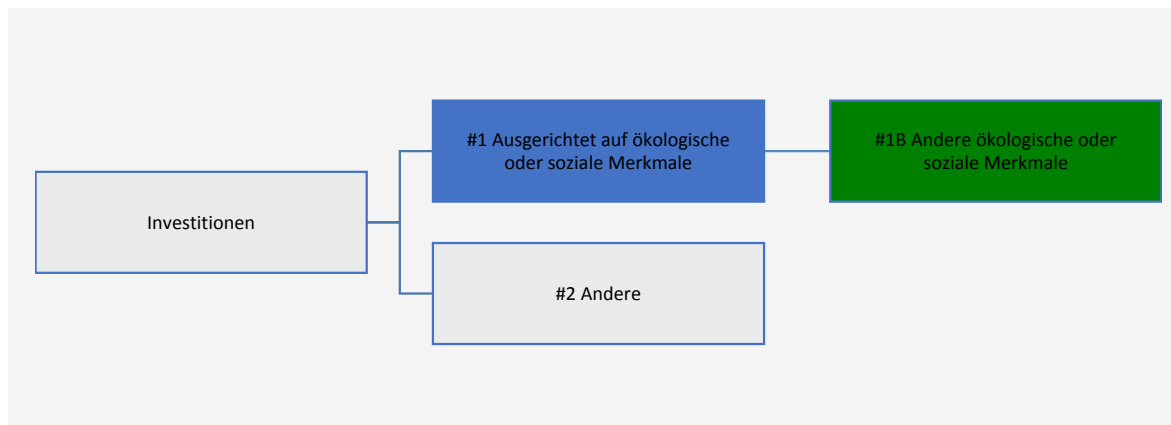 #1 Ausgerichtet auf ökologische
oder soziale Merkmale
#1B Andere ökologische oder
soziale Merkmale
Investitionen
#2 Andere